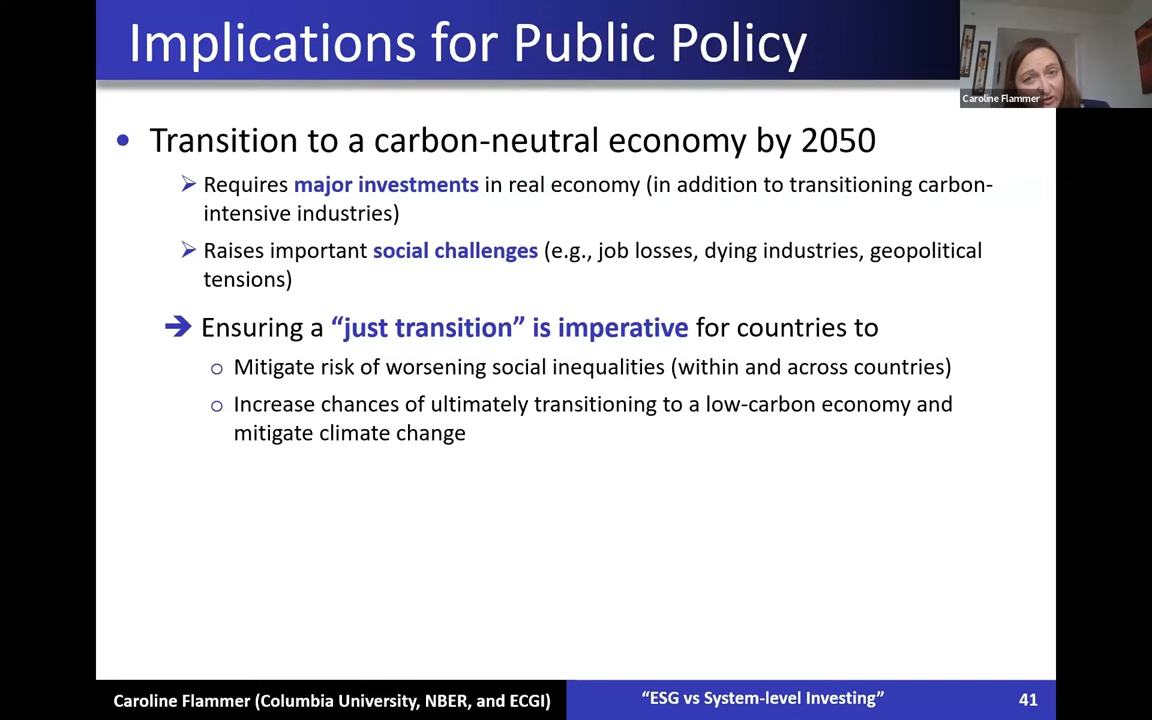 Implications for Public Policy
Caroline Flammer
• Transition to a carbon-neutral economy by 2050
➢ Requires major investments in real economy (in addition to transitioning carbon-
intensive industries)
➢ Raises important social challenges (e.g., job losses, dying industries, geopolitical
tensions)
➔ Ensuring a “just transition” is imperative for countries to
o Mitigate risk of worsening social inequalities (within and across countries)
o Increase chances of ultimately transitioning to a low-carbon economy and
mitigate climate change
Caroline Flammer (Columbia University, NBER, and ECGI)
“ESG vs System-level Investing”
41